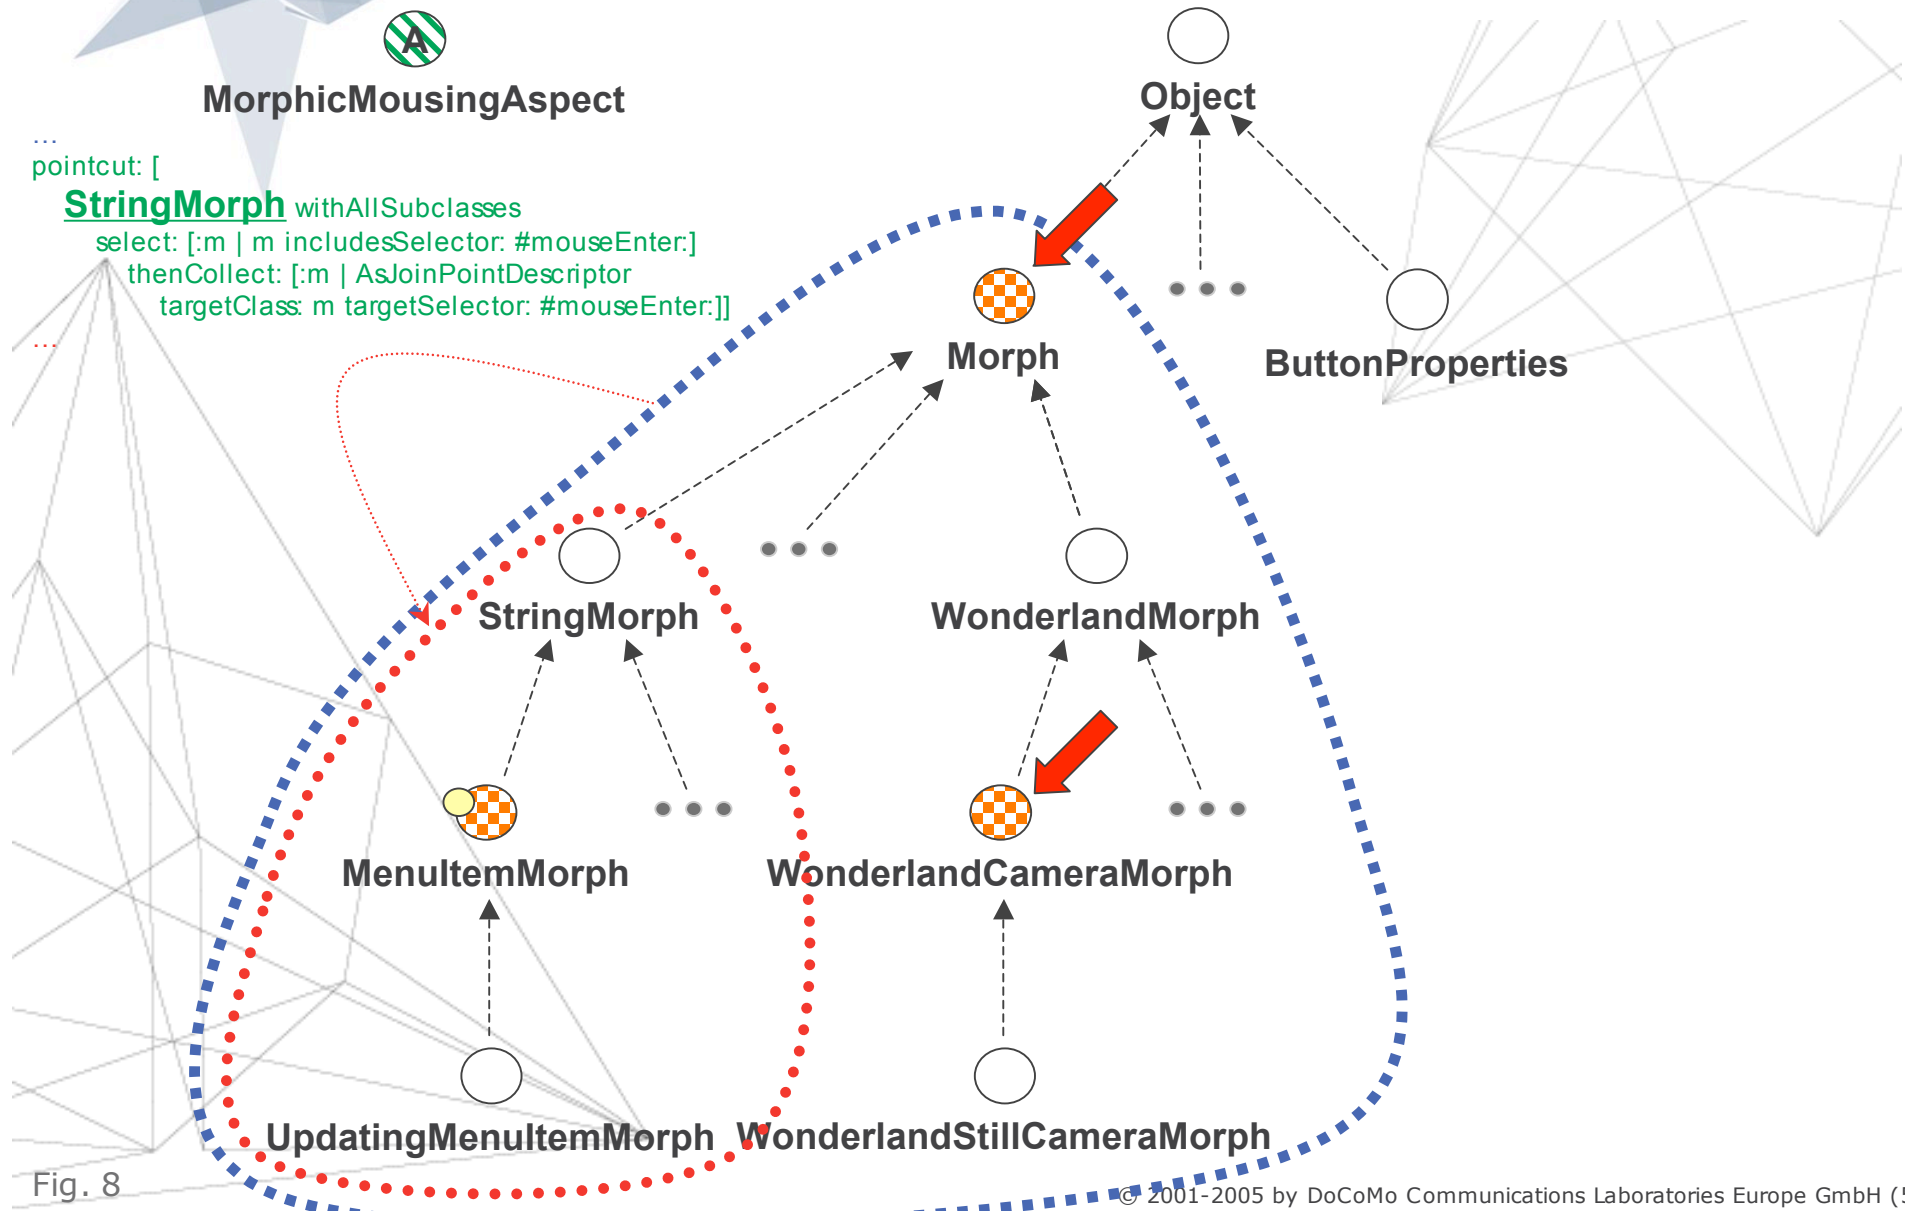 A
MorphicMousingAspect
Object
...
pointcut: [
StringMorph withAllSubclasses
select: [:m | m includesSelector: #mouseEnter:]
thenCollect: [:m | AsJoinPointDescriptor
targetClass: m targetSelector: #mouseEnter:]]
...
Morph
ButtonProperties
StringMorph
WonderlandMorph
MenuItemMorph
WonderlandCameraMorph
UpdatingMenuItemMorph
WonderlandStillCameraMorph
Fig. 8
© 2001-2005 by DoCoMo Communications Laboratories Europe GmbH (5